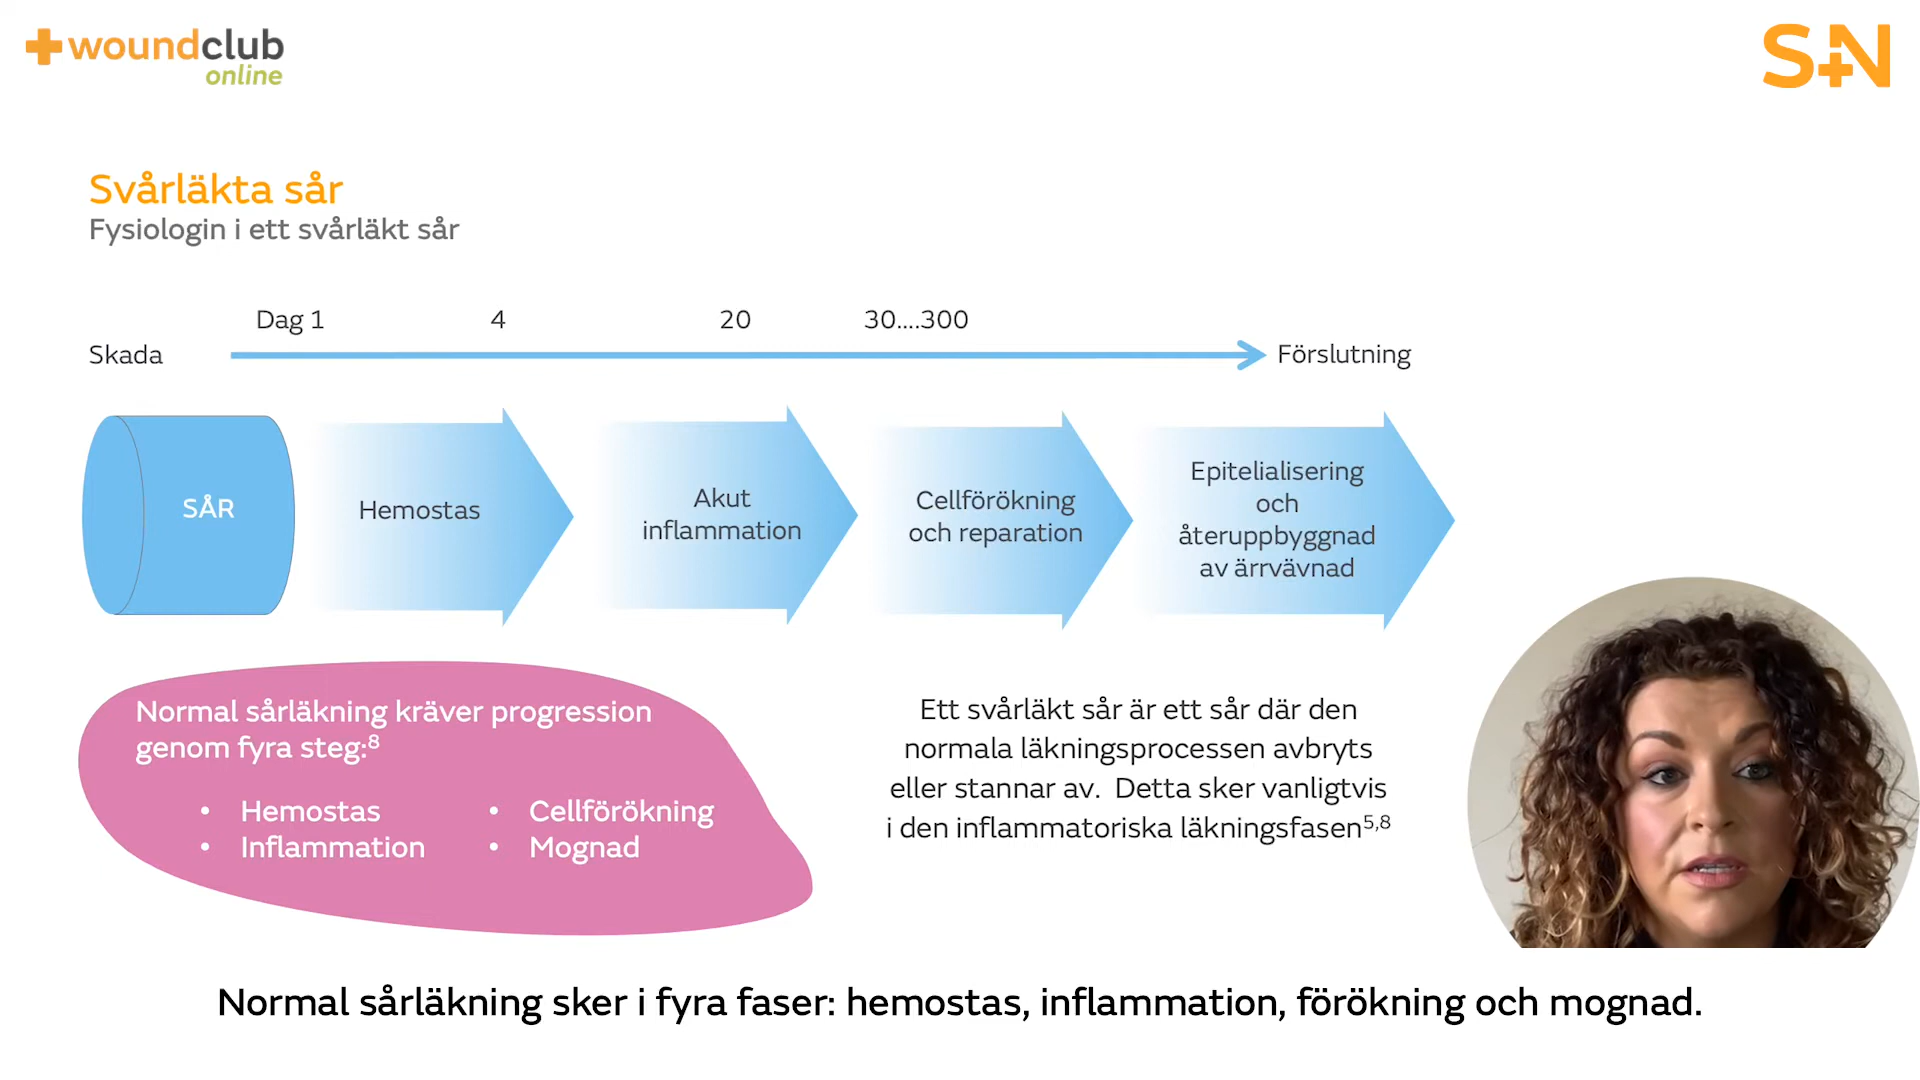 woundclub
online
S+N
Svårläkta sår
Fysiologin i ett svårläkt sår
Dag 1 4 20 30....300
Skada
Förslutning
SÅR
Hemostas
Akut
inflammation
Cellförökning
och reparation
Epitelialisering
och
återuppbyggnad
av ärrvävnad
Normal sårläkning kräver progression
genom fyra steg:⁸
• Hemostas
• Inflammation
• Cellförökning
• Mognad
Ett svårläkt sår är ett sår där den
normala läkningsprocessen avbryts
eller stannar av. Detta sker vanligtvis
i den inflammatoriska läkningsfasen⁵,⁸
Normal sårläkning sker i fyra faser: hemostas, inflammation, förökning och mognad.